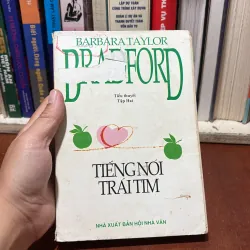 BARBARA TAYLOR
BRADFORD
Tiểu thuyết
Tập Hai
TIẾNG NÓI
TRÁI TIM
NHÀ XUẤT BẢN HỘI NHÀ VĂN